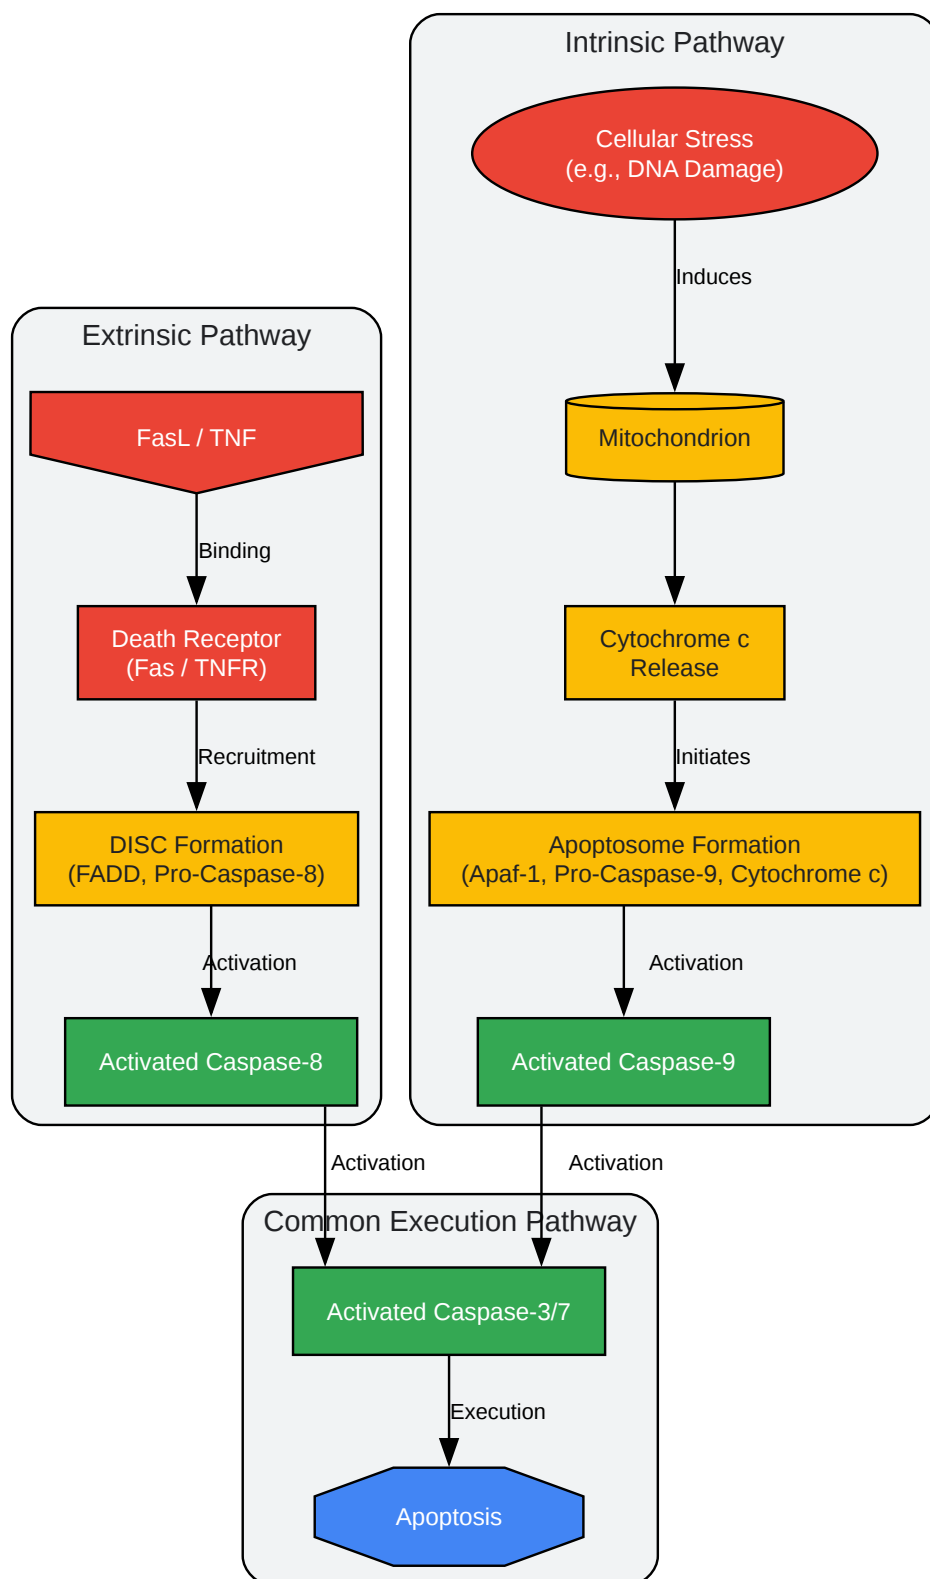 Intrinsic Pathway
Cellular Stress
(e.g., DNA Damage)
Induces
Mitochondrion
Cytochrome c
Release
Initiates
Apoptosome Formation
(Apaf-1, Pro-Caspase-9, Cytochrome c)
Activation
Activated Caspase-9
Activation
Extrinsic Pathway
FasL / TNF
Binding
Death Receptor
(Fas / TNFR)
Recruitment
DISC Formation
(FADD, Pro-Caspase-8)
Activation
Activated Caspase-8
Activation
Common Execution Pathway
Activated Caspase-3/7
Execution
Apoptosis